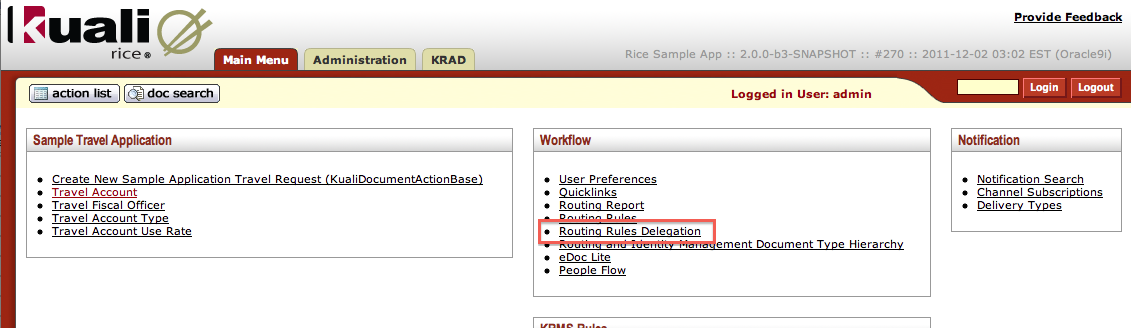 Kuali
rice®
Provide Feedback
Main Menu
Administration
KRAD
Rice Sample App :: 2.0.0-b3-SNAPSHOT :: #270 :: 2011-12-02 03:02 EST (Oracle9i)
action list
doc search
Logged in User: admin
Login
Logout
Sample Travel Application
Create New Sample Application Travel Request (KualiDocumentActionBase)
Travel Account
Travel Fiscal Officer
Travel Account Type
Travel Account Use Rate
Workflow
User Preferences
Quicklinks
Routing Report
Routing Rules
Routing Rules Delegation
Routing and Identity Management Document Type Hierarchy
eDoc Lite
People Flow
Notification
Notification Search
Channel Subscriptions
Delivery Types
KRMS Rules